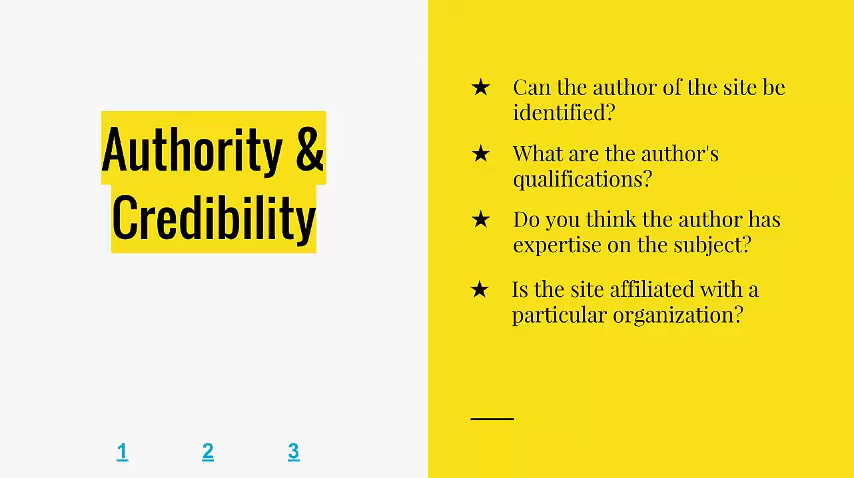 Authority &
Credibility
★ Can the author of the site be
identified?
★ What are the author's
qualifications?
★ Do you think the author has
expertise on the subject?
★ Is the site affiliated with a
particular organization?
1 2 3